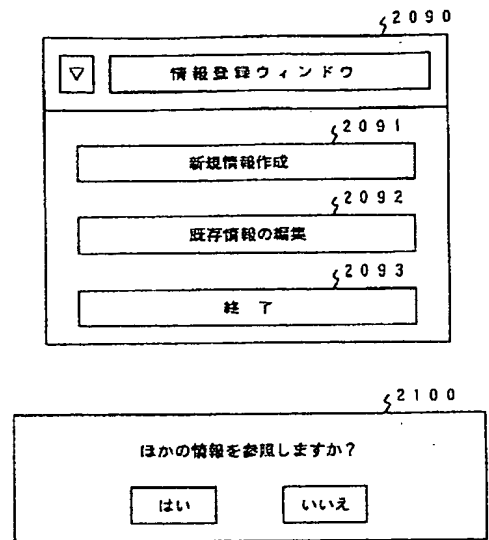 2090
▽ 情報登録ウィンドウ
2091
新規情報作成
2092
既存情報の編集
2093
終 了
2100
ほかの情報を参照しますか?
はい いいえ